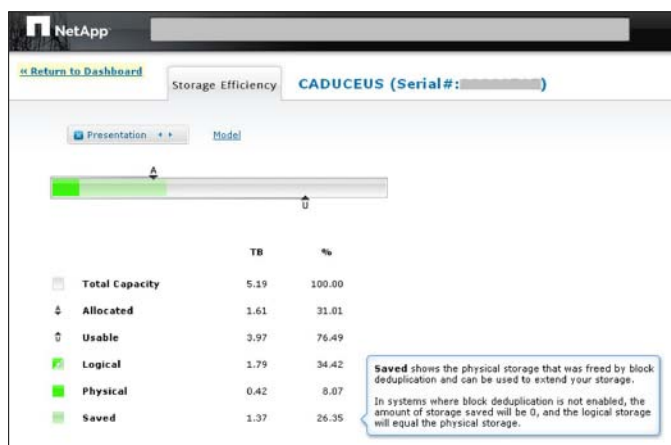 NetApp
« Return to Dashboard
Storage Efficiency
CADUCEUS (Serial#: )
Presentation
Model
A
U
TB %
Total Capacity 5.19 100.00
A Allocated 1.61 31.01
U Usable 3.97 76.49
Logical 1.79 34.42
Physical 0.42 8.07
Saved 1.37 26.35
Saved shows the physical storage that was freed by block
deduplication and can be used to extend your storage.
In systems where block deduplication is not enabled, the
amount of storage saved will be 0, and the logical storage
will equal the physical storage.